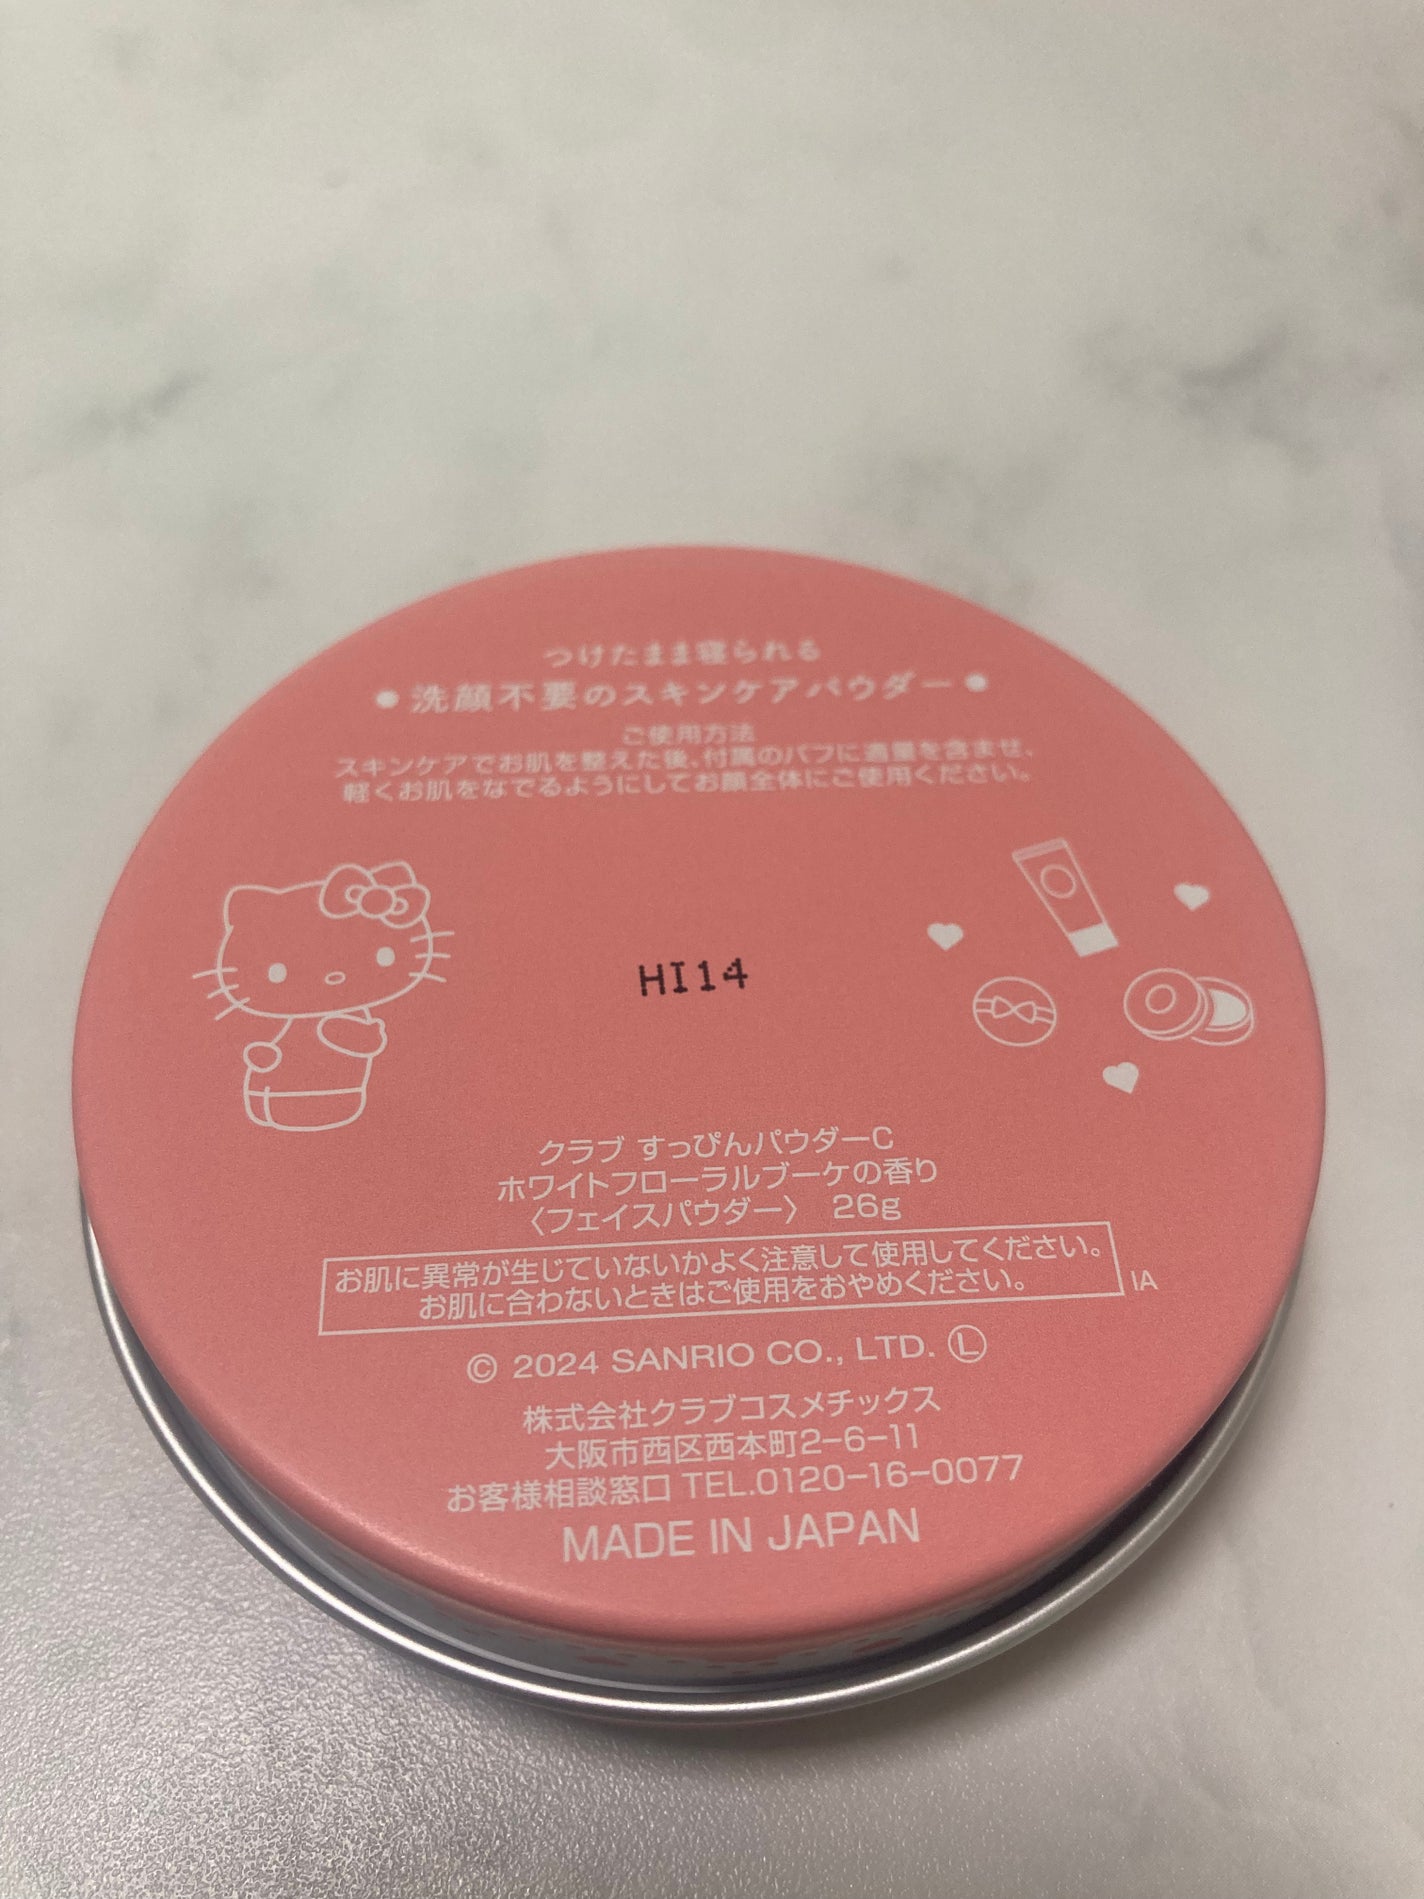 つけたまま寝られる
●洗顔不要のスキンケアパウダー●
ご使用方法
スキンケアでお肌を整えた後、付属のパフに適量を含ませ、
軽くお肌をなでるようにしてお顔全体にご使用ください。
HI14
クラブ すっぴんパウダーC
ホワイトフローラルブーケの香り
〈フェイスパウダー〉 26g
お肌に異常が生じていないかよく注意して使用してください。
お肌に合わないときはご使用をおやめください。
IA
© 2024 SANRIO CO., LTD. Ⓛ
株式会社クラブコスメチックス
大阪市西区西本町2-6-11
お客様相談窓口 TEL.0120-16-0077
MADE IN JAPAN